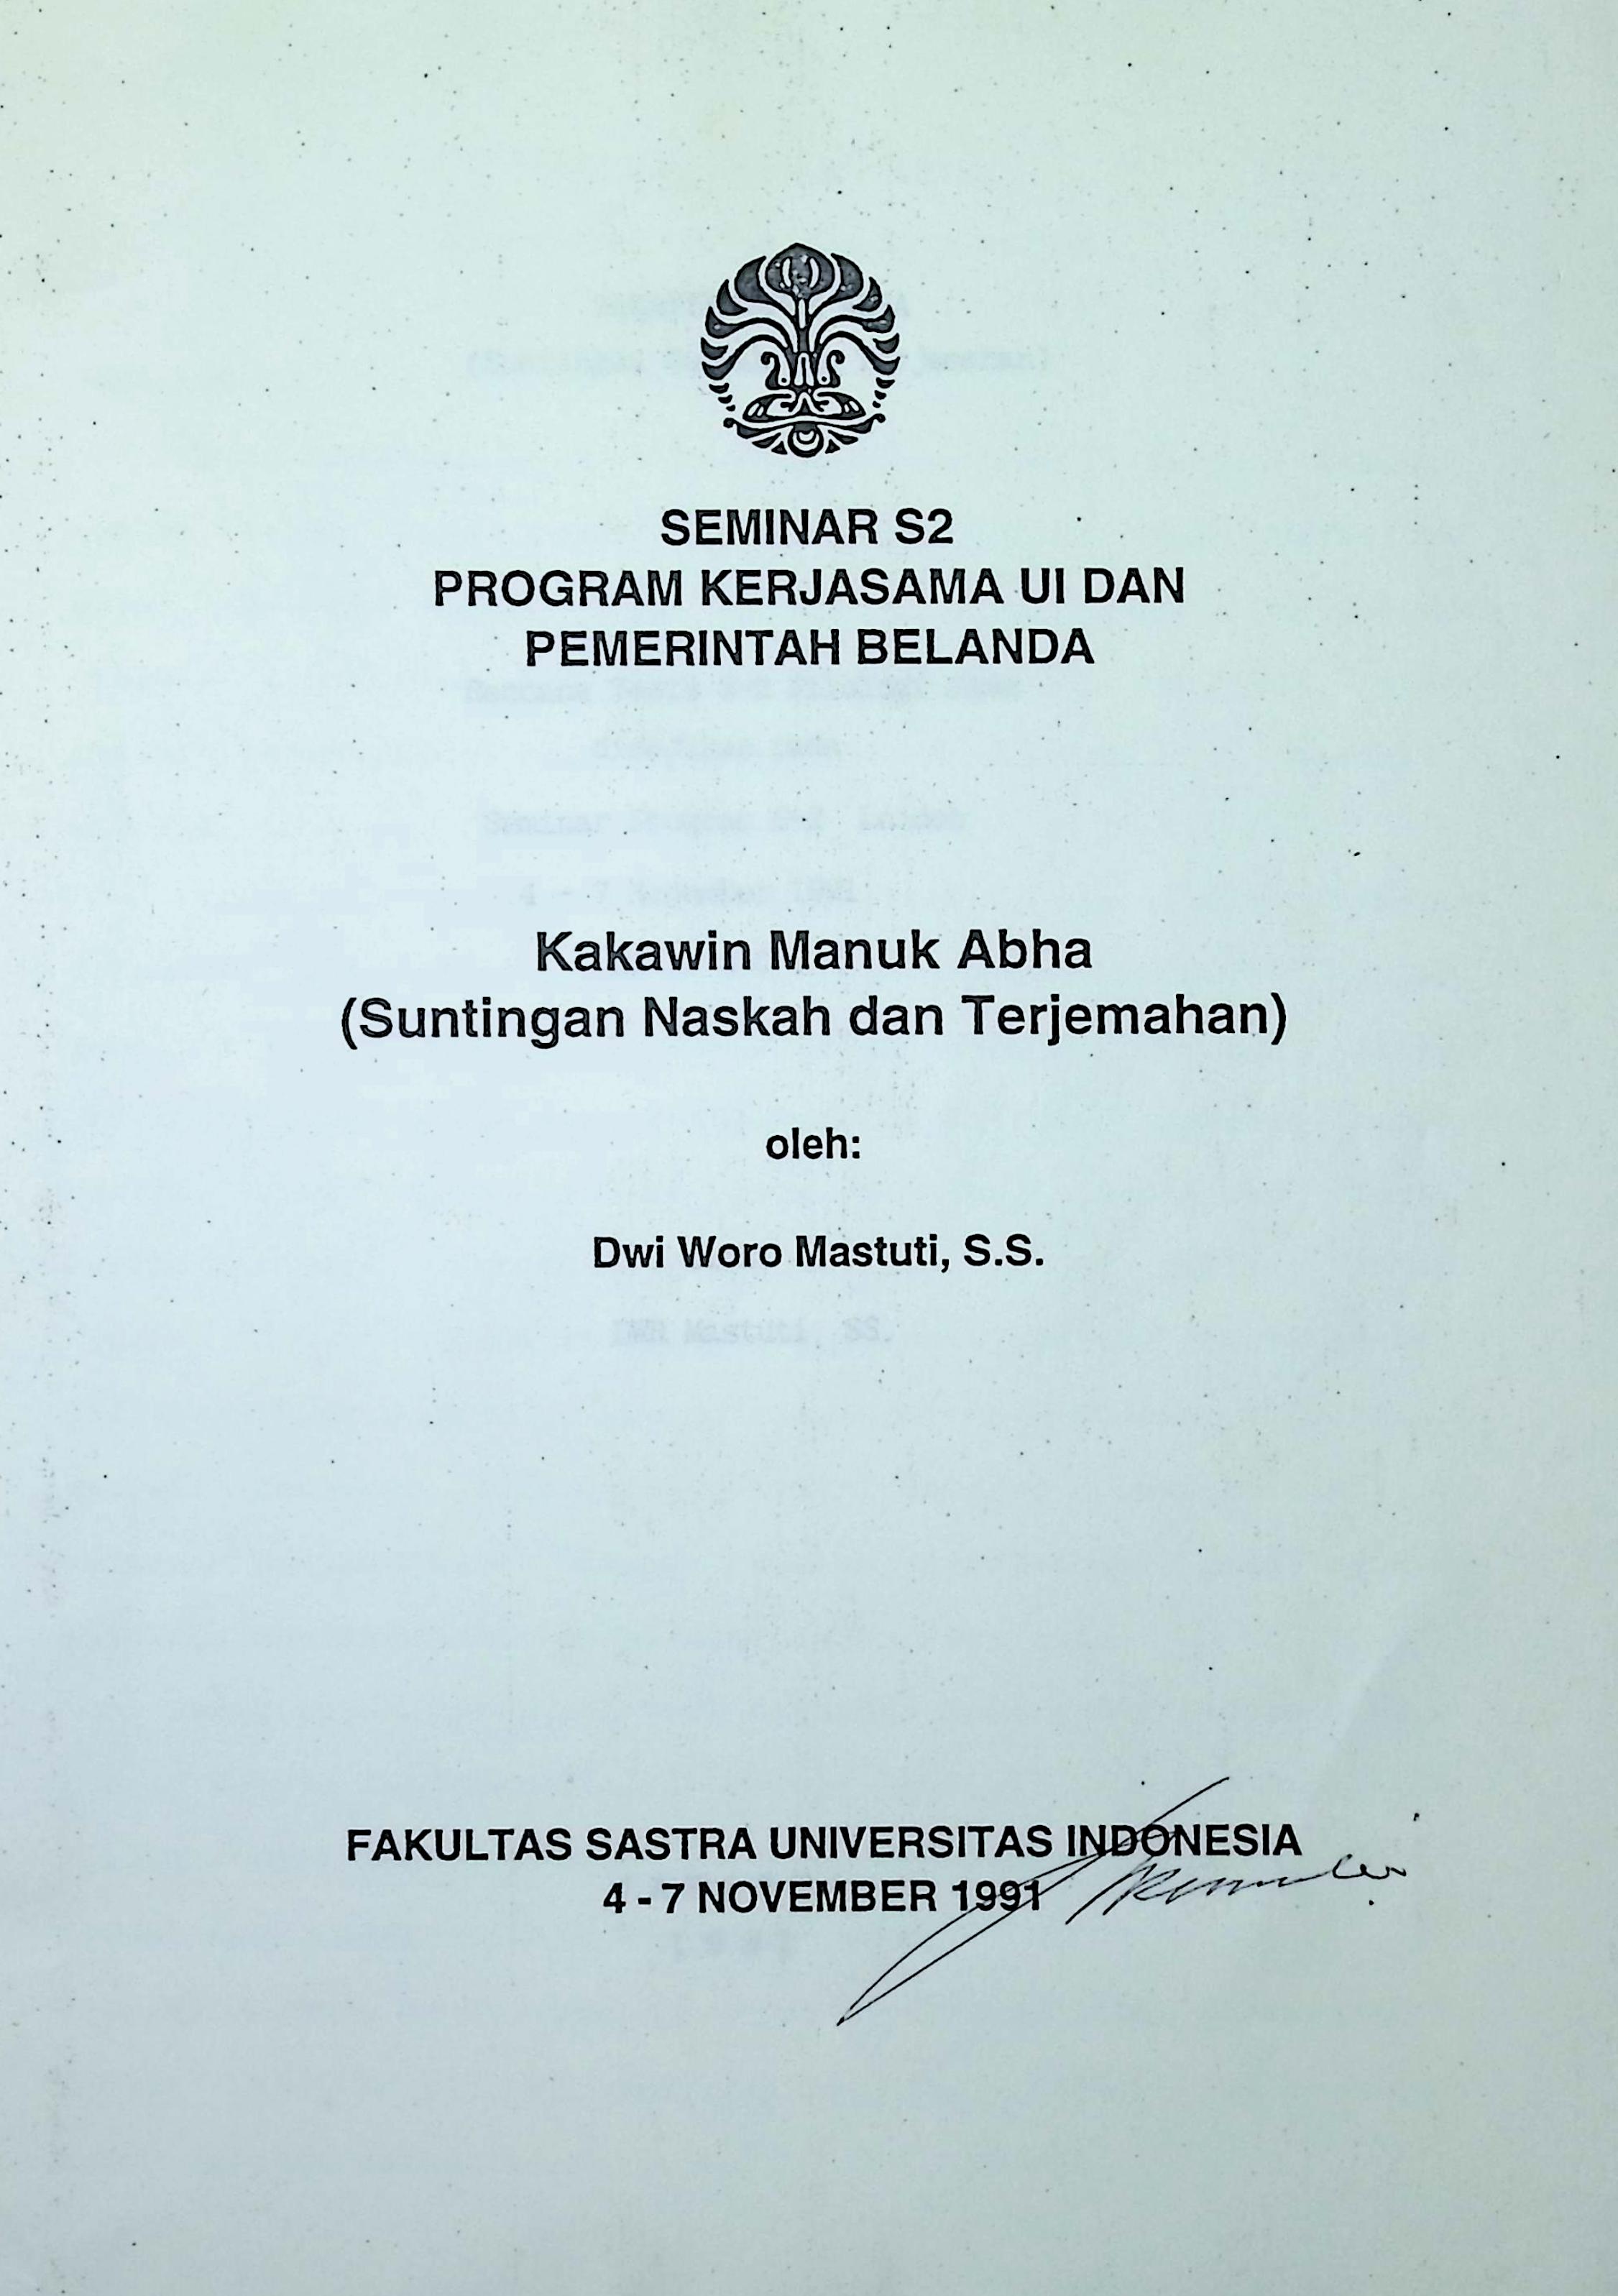 SEMINAR S2
PROGRAM KERJASAMA UI DAN
PEMERINTAH BELANDA
Kakawin Manuk Abha
(Suntingan Naskah dan Terjemahan)
oleh:
Dwi Woro Mastuti, S.S.
FAKULTAS SASTRA UNIVERSITAS INDONESIA
4 - 7 NOVEMBER 1991